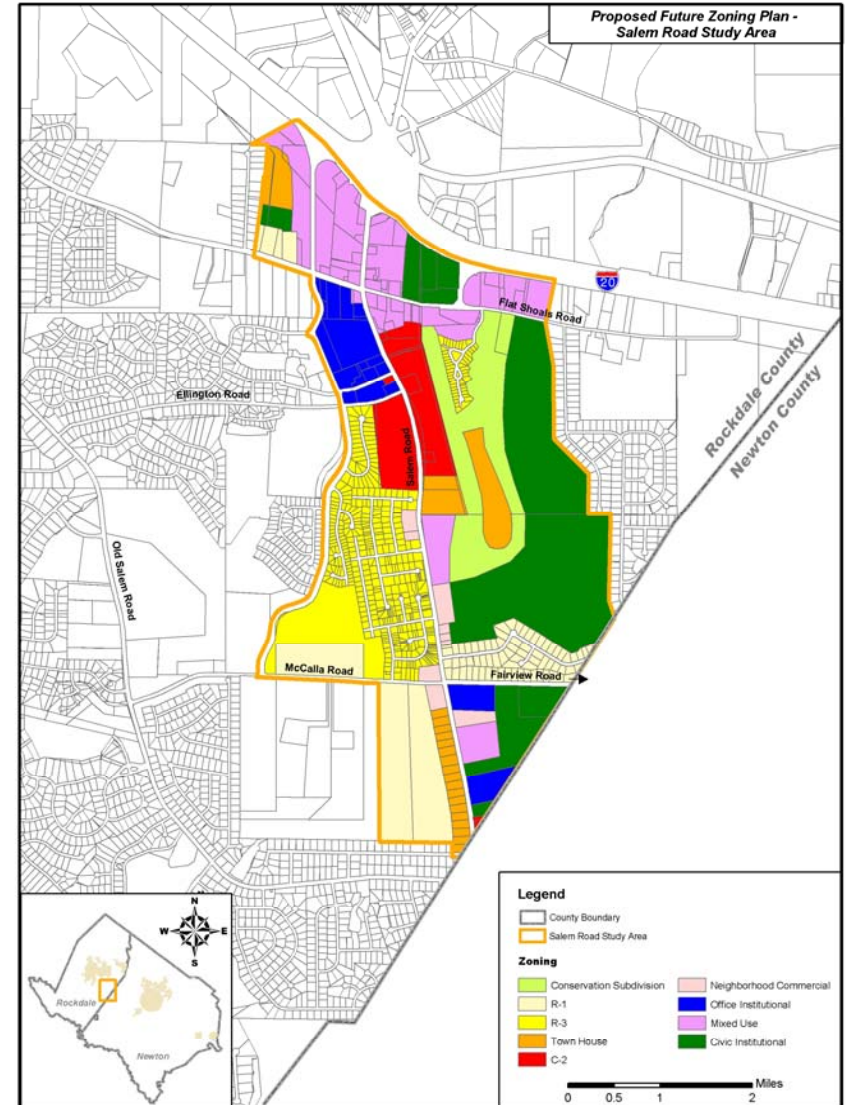 Proposed Future Zoning Plan -
Salem Road Study Area
20
Flat Shoals Road
Rockdale County
Newton County
Ellington Road
Salem Road
Old Salem Road
McCalla Road
Fairview Road
Legend
County Boundary
Salem Road Study Area
Zoning
Conservation Subdivision
R-1
R-3
Town House
C-2
Neighborhood Commercial
Office Institutional
Mixed Use
Civic Institutional
Miles
0 0.5 1 2
N
W E
S
Rockdale
Newton